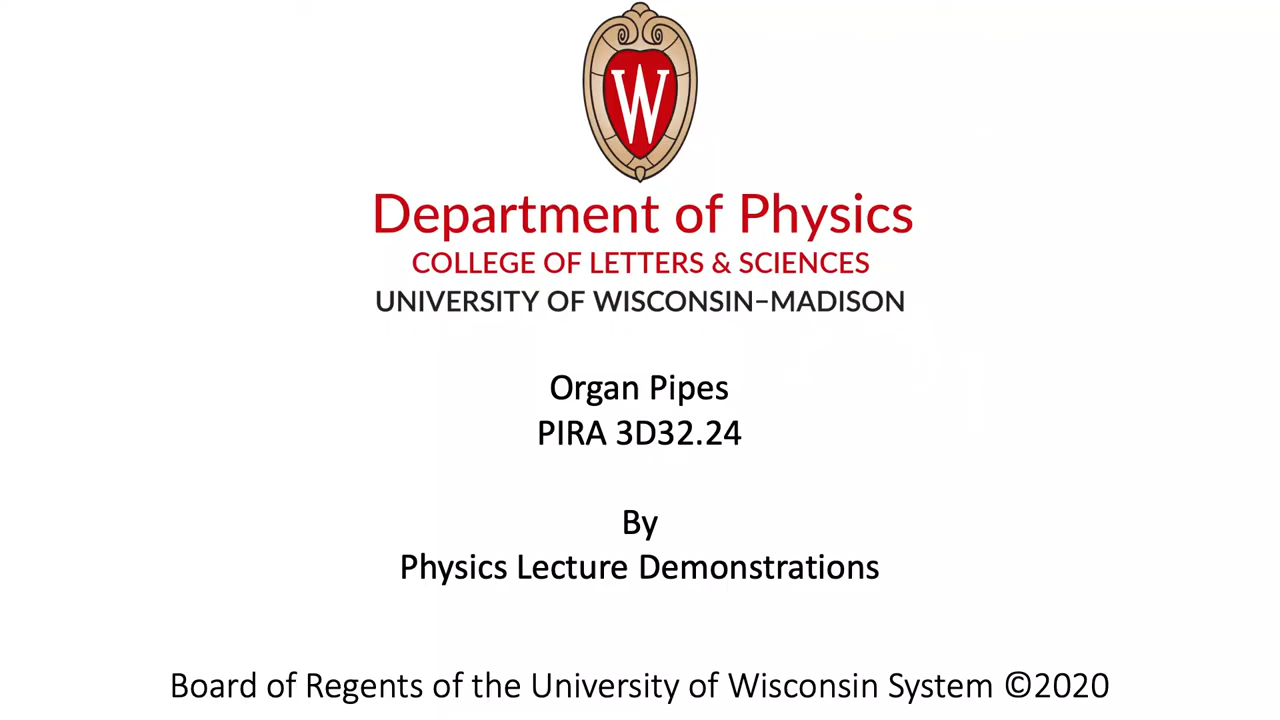 W
Department of Physics
COLLEGE OF LETTERS & SCIENCES
UNIVERSITY OF WISCONSIN–MADISON
Organ Pipes
PIRA 3D32.24
By
Physics Lecture Demonstrations
Board of Regents of the University of Wisconsin System ©2020